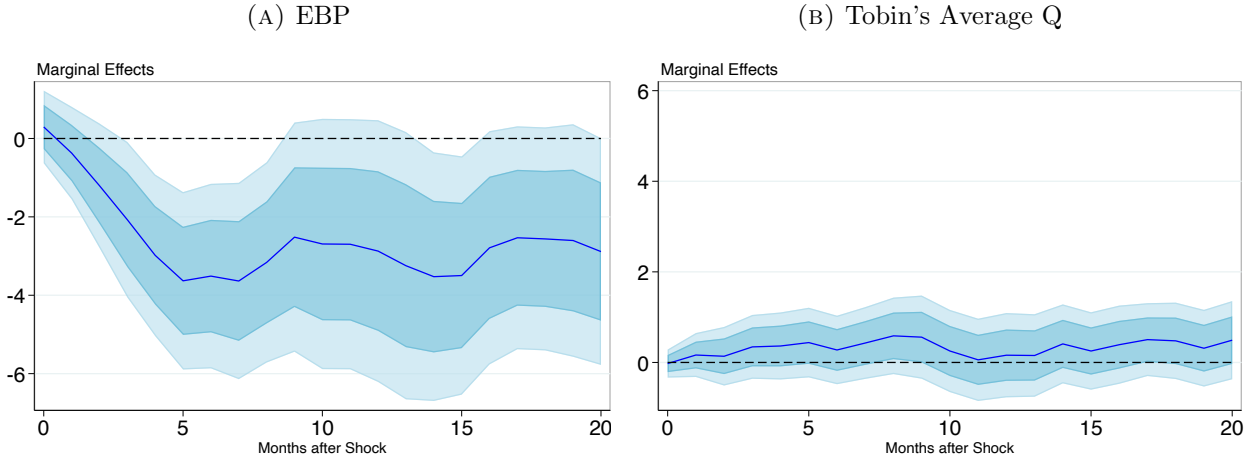 (A) EBP
(B) Tobin's Average Q
Marginal Effects
0
-2
-4
-6
0 5 10 15 20
Months after Shock
Marginal Effects
6
4
2
0
0 5 10 15 20
Months after Shock